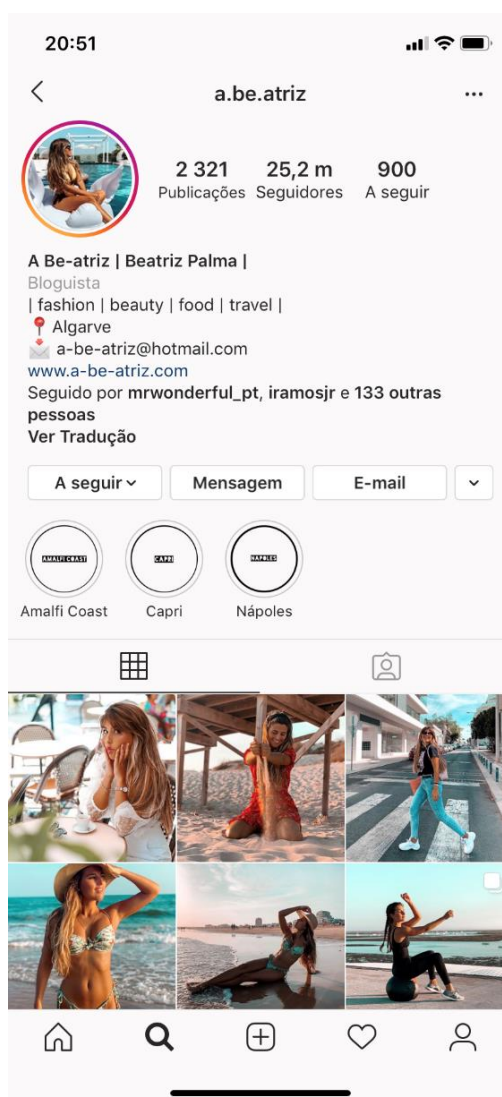 20:51
a.be.atriz
2 321 25,2 m 900
Publicações Seguidores A seguir
A Be-atriz | Beatriz Palma |
Bloguista
| fashion | beauty | food | travel |
📍 Algarve
📩 a-be-atriz@hotmail.com
www.a-be-atriz.com
Seguido por mrwonderful_pt, iramosjr e 133 outras
pessoas
Ver Tradução
A seguir Mensagem E-mail
AMALFI COAST CAPRI NÁPOLES
Amalfi Coast Capri Nápoles